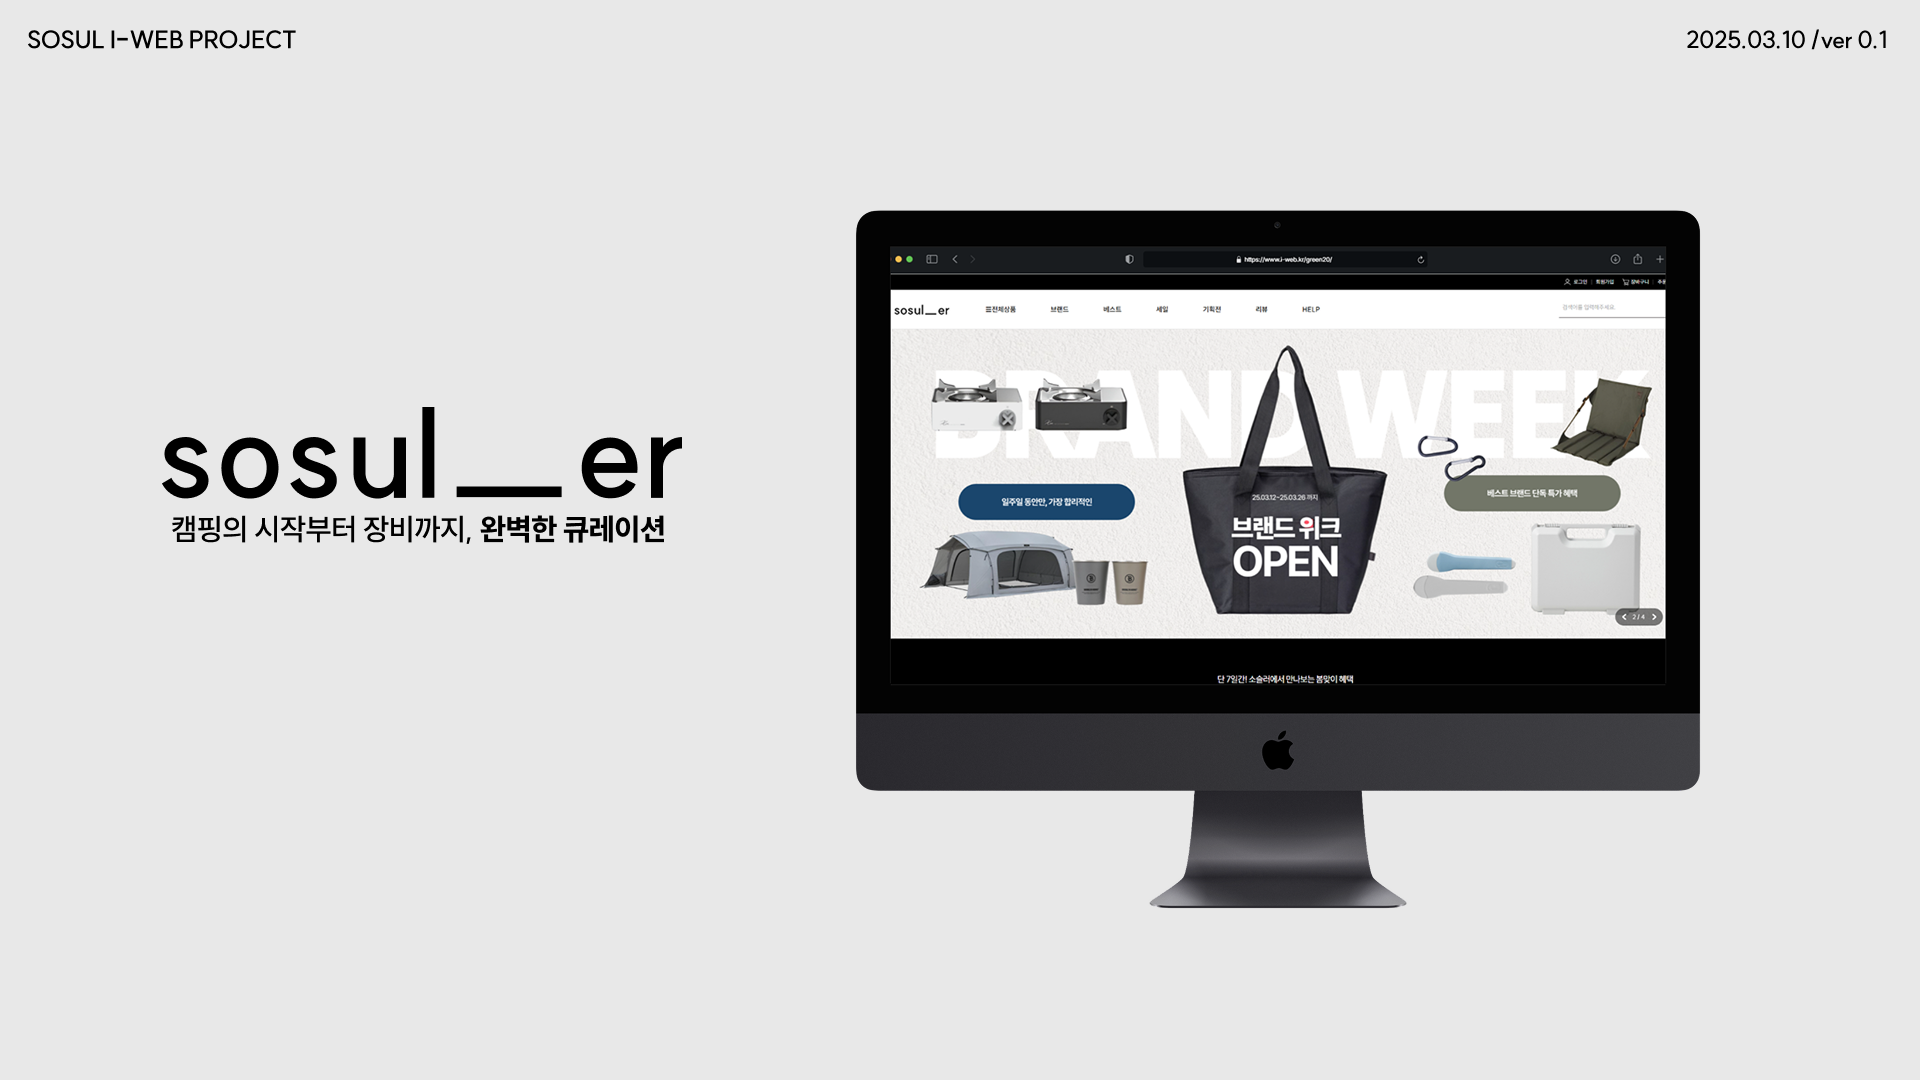 SOSUL I-WEB PROJECT
2025.03.10 /ver 0.1
sosul__er
캠핑의 시작부터 장비까지, 완벽한 큐레이션
https://www.i-web.kr/green20/
로그인 | 회원가입 장바구니
sosul__er
전체상품 브랜드 베스트 세일 기획전 리뷰 HELP
검색어를 입력해주세요.
BRAND WEEK
일주일 동안만, 가장 합리적인
베스트 브랜드 단독 특가 혜택
25.03.12~25.03.26 까지
브랜드 위크
OPEN
2 / 4
단 7일간! 소슬러에서 만나보는 봄맞이 혜택